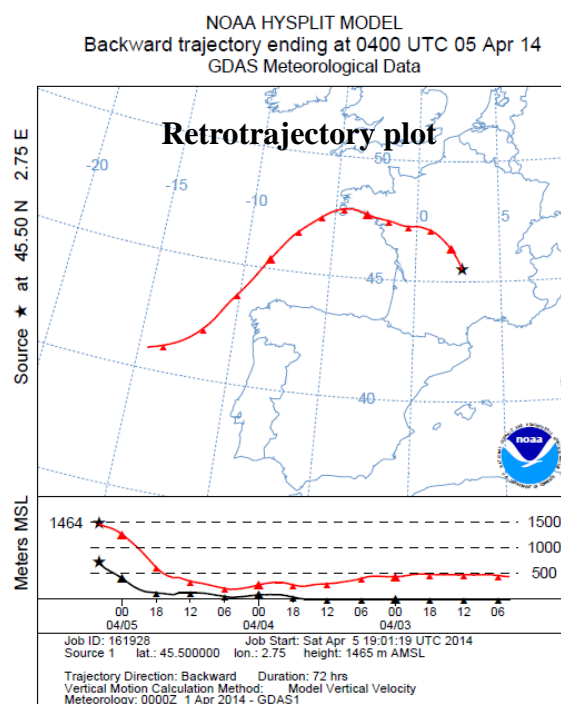 NOAA HYSPLIT MODEL
Backward trajectory ending at 0400 UTC 05 Apr 14
GDAS Meteorological Data
Source ★ at 45.50 N 2.75 E
Retrotrajectory plot
-20
-15
-10
-5
0
5
50
45
40
noaa
Meters MSL
1464
1500
1000
500
00 18 12 06 00 18 12 06 00 18 12 06
04/05 04/04 04/03
Job ID: 161928 Job Start: Sat Apr 5 19:01:19 UTC 2014
Source 1 lat.: 45.500000 lon.: 2.75 height: 1465 m AMSL
Trajectory Direction: Backward Duration: 72 hrs
Vertical Motion Calculation Method: Model Vertical Velocity
Meteorology: 0000Z 1 Apr 2014 - GDAS1